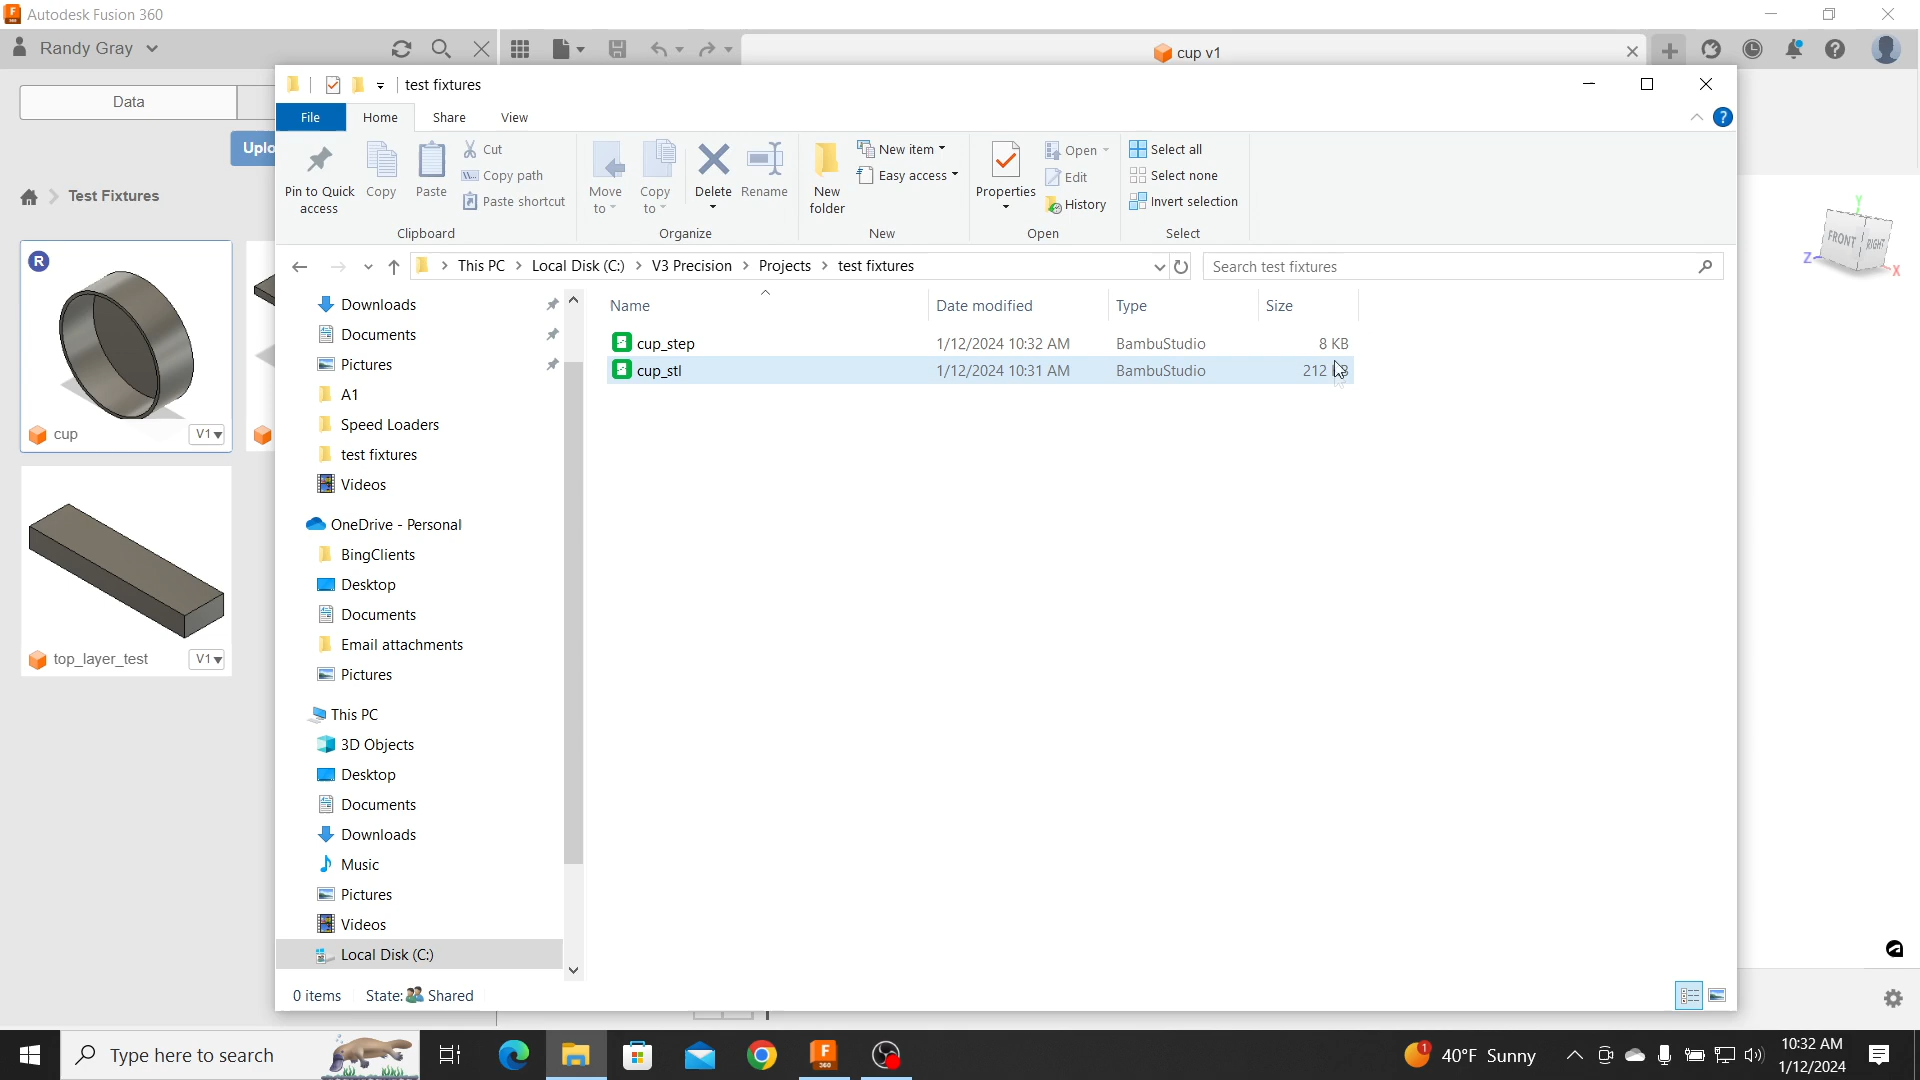 Autodesk Fusion 360
Randy Gray
cup v1
Data
Uplo
Test Fixtures
R
cup
V1
top_layer_test
V1
test fixtures
File
Home
Share
View
Pin to Quick access
Copy
Paste
Cut
Copy path
Paste shortcut
Clipboard
Move to
Copy to
Delete
Rename
Organize
New folder
New item
Easy access
New
Properties
Open
Edit
History
Open
Select all
Select none
Invert selection
Select
This PC
Local Disk (C:)
V3 Precision
Projects
test fixtures
Search test fixtures
Name
Date modified
Type
Size
cup_step 1/12/2024 10:32 AM BambuStudio 8 KB
cup_stl 1/12/2024 10:31 AM BambuStudio 212
Downloads
Documents
Pictures
A1
Speed Loaders
test fixtures
Videos
OneDrive - Personal
BingClients
Desktop
Documents
Email attachments
Pictures
This PC
3D Objects
Desktop
Documents
Downloads
Music
Pictures
Videos
Local Disk (C:)
0 items
State: Shared
Y
FRONT
RIGHT
Z
X
Type here to search
F
360
1
40°F Sunny
10:32 AM
1/12/2024